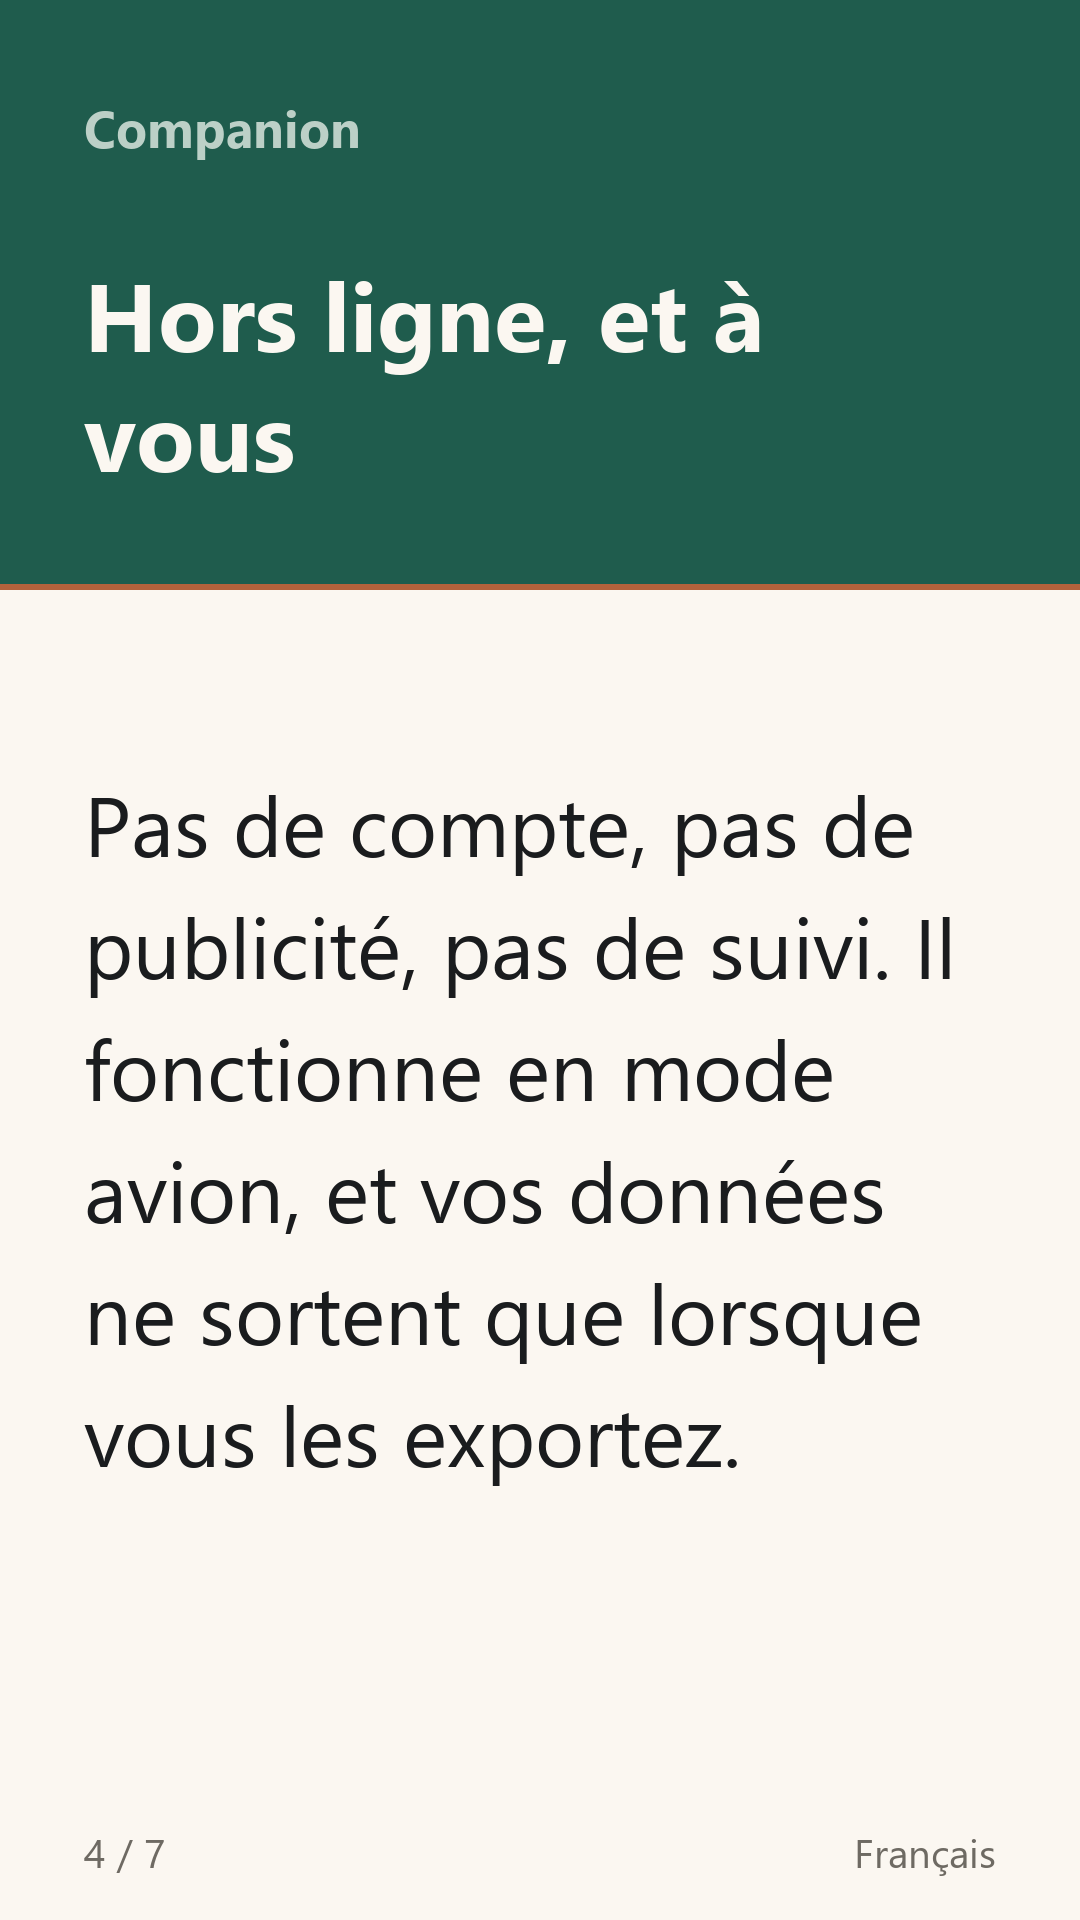 Companion
Hors ligne, et à
vous
Pas de compte, pas de
publicité, pas de suivi. Il
fonctionne en mode
avion, et vos données
ne sortent que lorsque
vous les exportez.
4 / 7
Français